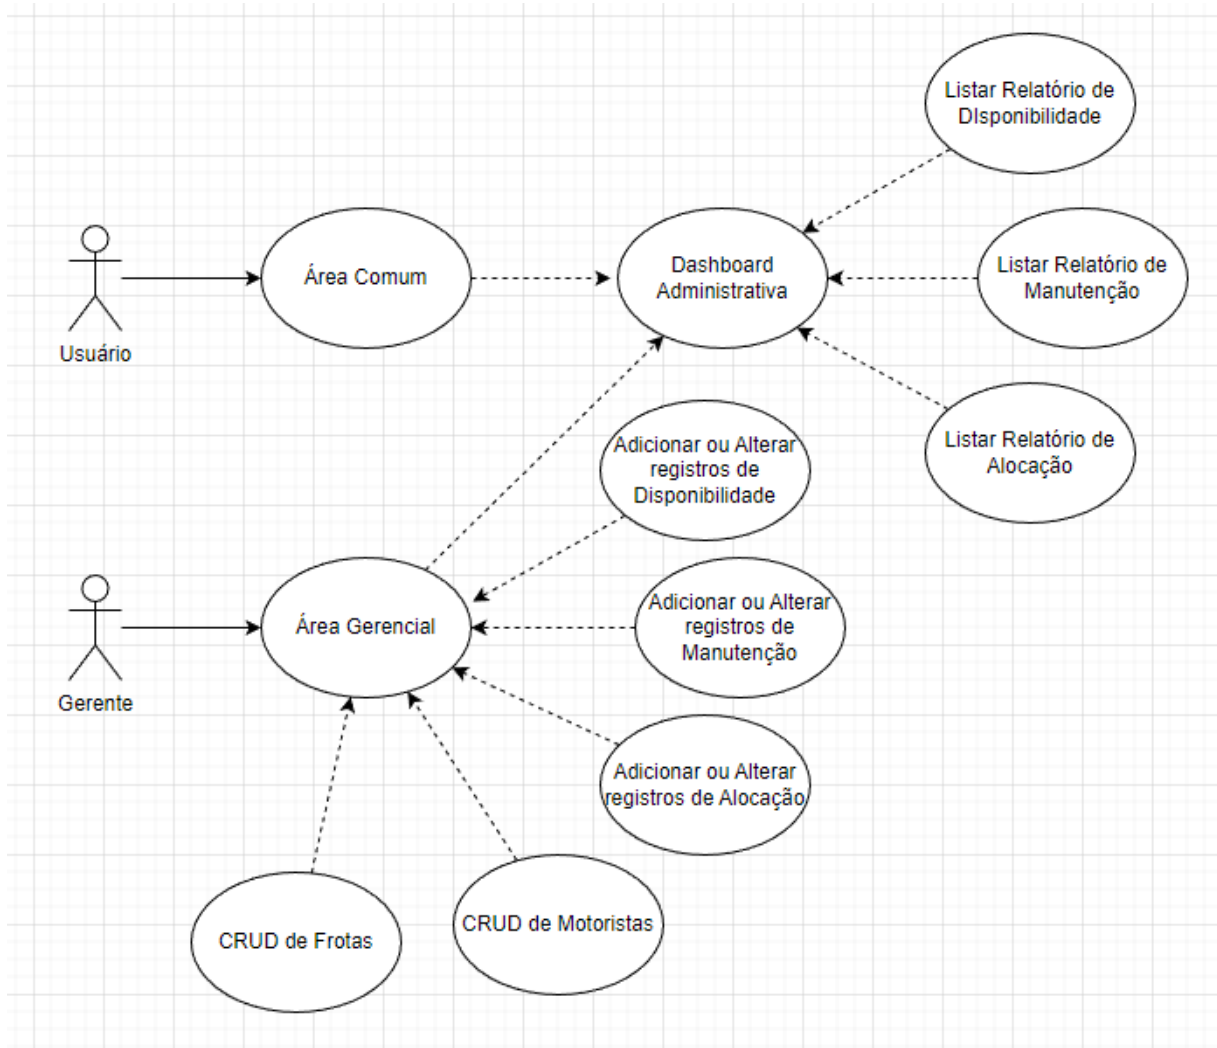 Listar Relatório de
DIsponibilidade
Área Comum
Dashboard
Administrativa
Listar Relatório de
Manutenção
Usuário
Listar Relatório de
Alocação
Adicionar ou Alterar
registros de
Disponibilidade
Área Gerencial
Adicionar ou Alterar
registros de
Manutenção
Gerente
Adicionar ou Alterar
registros de Alocação
CRUD de Frotas
CRUD de Motoristas